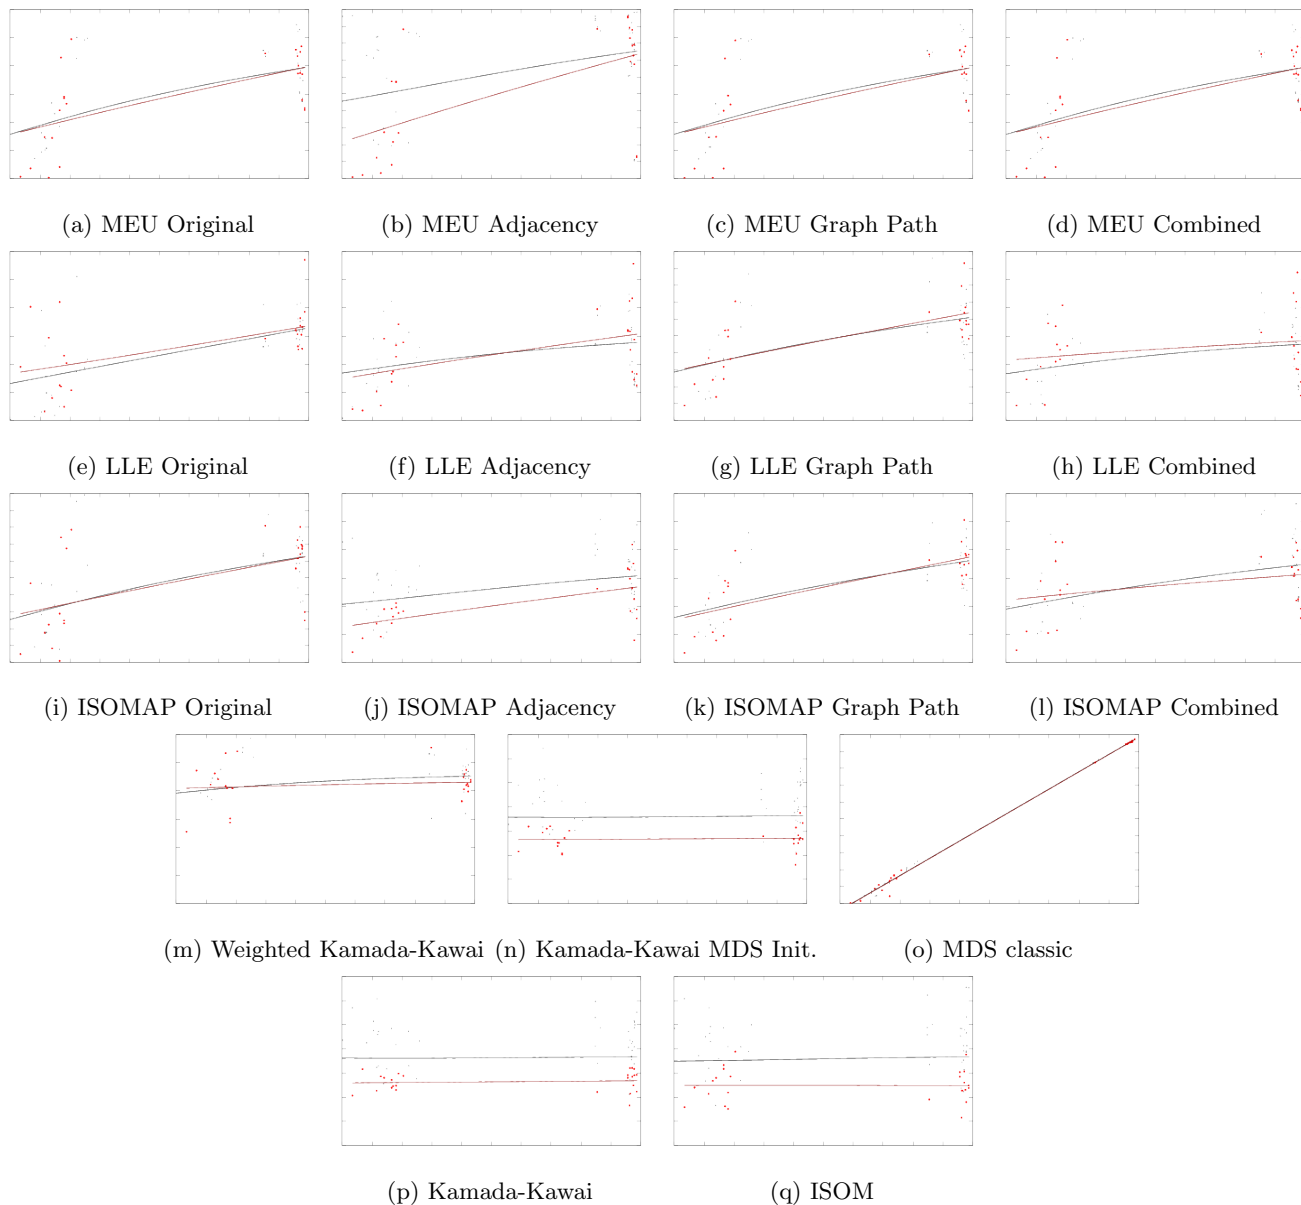 (a) MEU Original (b) MEU Adjacency (c) MEU Graph Path (d) MEU Combined
(e) LLE Original (f) LLE Adjacency (g) LLE Graph Path (h) LLE Combined
(i) ISOMAP Original (j) ISOMAP Adjacency (k) ISOMAP Graph Path (l) ISOMAP Combined
(m) Weighted Kamada-Kawai (n) Kamada-Kawai MDS Init. (o) MDS classic
(p) Kamada-Kawai (q) ISOM